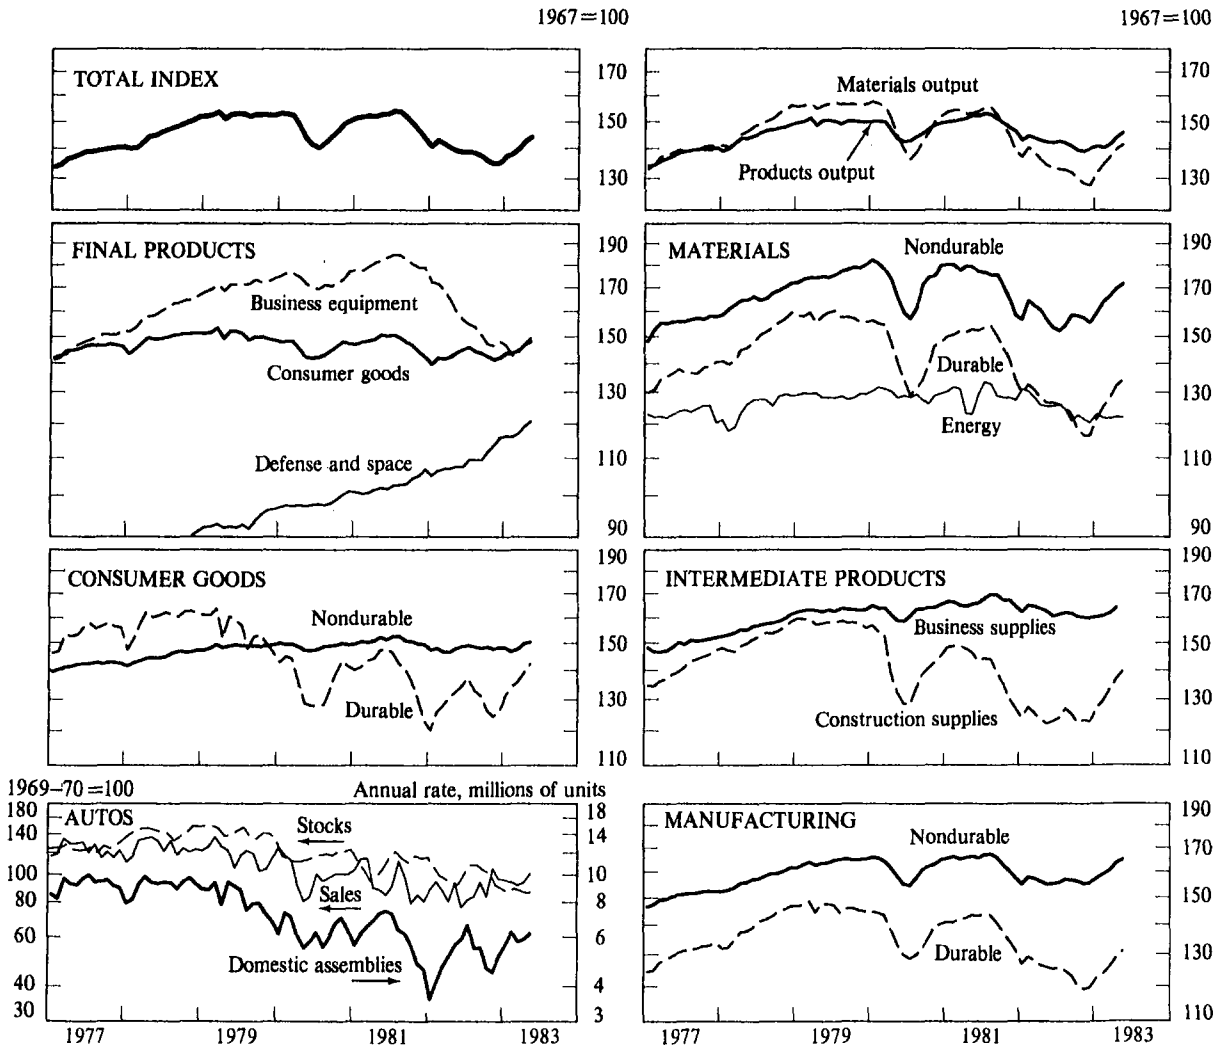 1967=100
1967=100
TOTAL INDEX
170
150
130
Materials output
Products output
170
150
130
FINAL PRODUCTS
Business equipment
Consumer goods
Defense and space
190
170
150
130
110
90
MATERIALS
Nondurable
Durable
Energy
190
170
150
130
110
90
CONSUMER GOODS
Nondurable
Durable
190
170
150
130
110
INTERMEDIATE PRODUCTS
Business supplies
Construction supplies
190
170
150
130
110
1969–70=100
Annual rate, millions of units
180
140
100
80
60
40
30
AUTOS
Stocks
Sales
Domestic assemblies
18
14
10
8
6
4
3
1977
1979
1981
1983
MANUFACTURING
Nondurable
Durable
190
170
150
130
110
1977
1979
1981
1983